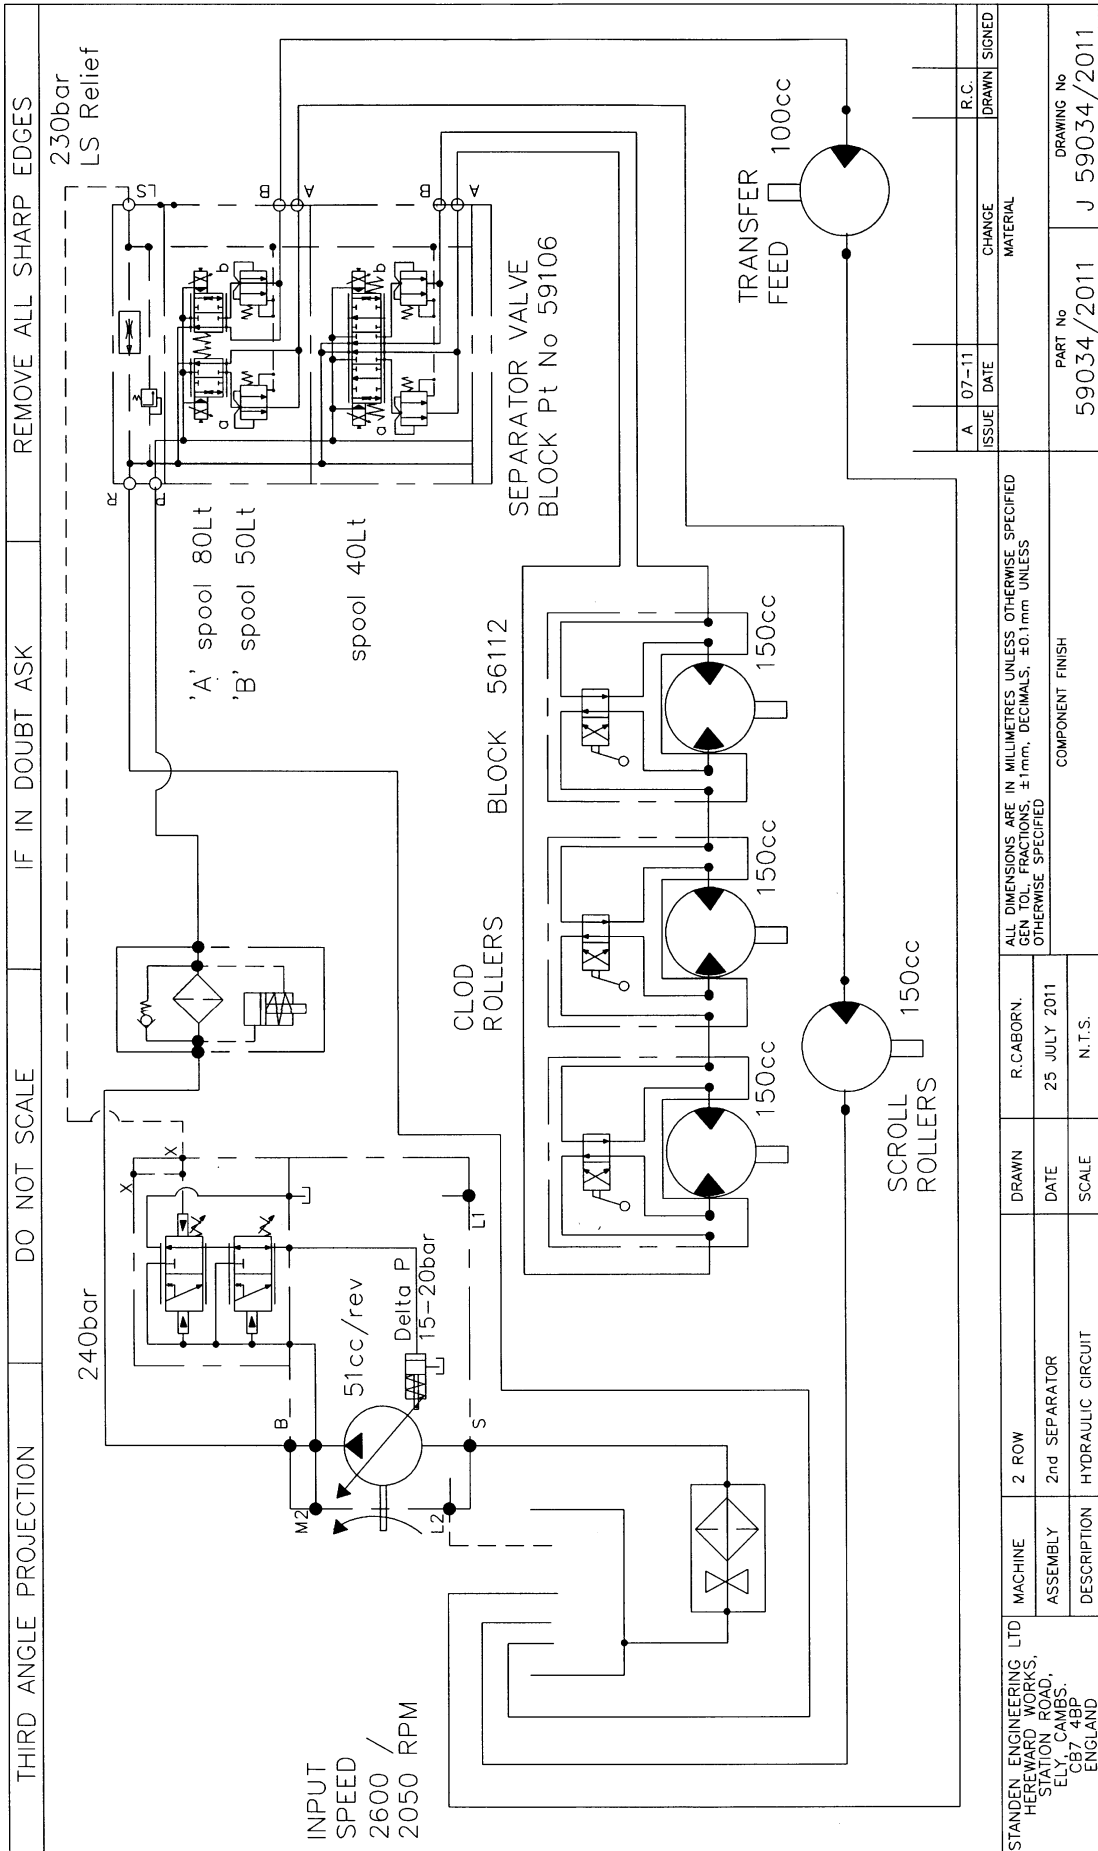 THIRD ANGLE PROJECTION
DO NOT SCALE
IF IN DOUBT ASK
REMOVE ALL SHARP EDGES
230bar
LS Relief
240bar
LS
R
P
B
A
B
A
a
b
a
b
'A' spool 80Lt
'B' spool 50Lt
spool 40Lt
SEPARATOR VALVE
BLOCK Pt No 59106
X
X
L
L1
B
S
M2
L2
51cc/rev
Delta P
15-20bar
INPUT
SPEED
2600 /
2050 RPM
CLOD
ROLLERS
BLOCK 56112
150cc
150cc
150cc
SCROLL
ROLLERS
150cc
TRANSFER
FEED
100cc
STANDEN ENGINEERING LTD
HEREWARD WORKS,
STATION ROAD,
ELY, CAMBS.
CB7 4BP
ENGLAND
MACHINE
2 ROW
ASSEMBLY
2nd SEPARATOR
DESCRIPTION
HYDRAULIC CIRCUIT
DRAWN
R.CABORN.
DATE
25 JULY 2011
SCALE
N.T.S.
ALL DIMENSIONS ARE IN MILLIMETRES UNLESS OTHERWISE SPECIFIED
GEN TOL, FRACTIONS, ±1mm, DECIMALS, ±0.1mm UNLESS
OTHERWISE SPECIFIED
COMPONENT FINISH
A
07-11
R.C.
ISSUE
DATE
CHANGE
DRAWN
SIGNED
MATERIAL
PART No
59034/2011
DRAWING No
J 59034/2011